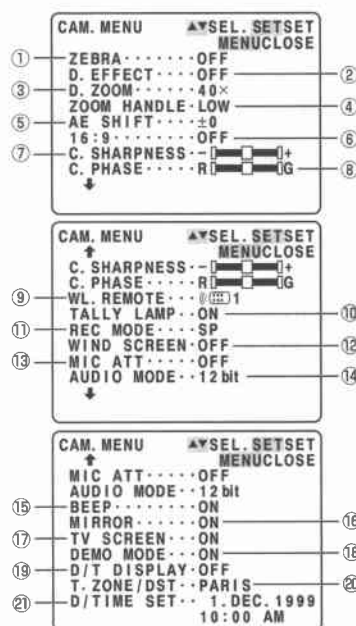 CAM. MENU ▲▼SEL. SETSET
MENUCLOSE
① ZEBRA·······OFF
D. EFFECT····OFF ②
③ D. ZOOM······40×
ZOOM HANDLE·LOW ④
⑤ AE SHIFT·····±0
16:9·········OFF ⑥
⑦ C. SHARPNESS··– +
C. PHASE·····R G ⑧
CAM. MENU ▲▼SEL. SETSET
MENUCLOSE
C. SHARPNESS··– +
C. PHASE·····R G
⑨ WL. REMOTE···· 1
TALLY LAMP··ON ⑩
⑪ REC MODE····SP
WIND SCREEN·OFF ⑫
⑬ MIC ATT·····OFF
AUDIO MODE··12bit ⑭
CAM. MENU ▲▼SEL. SETSET
MENUCLOSE
MIC ATT·····OFF
AUDIO MODE··12bit
⑮ BEEP········ON
MIRROR······ON ⑯
⑰ TV SCREEN···ON
DEMO MODE···ON ⑱
⑲ D/T DISPLAY·OFF
T. ZONE/DST··PARIS ⑳
㉑ D/TIME SET·· 1. DEC. 1999
10:00 AM